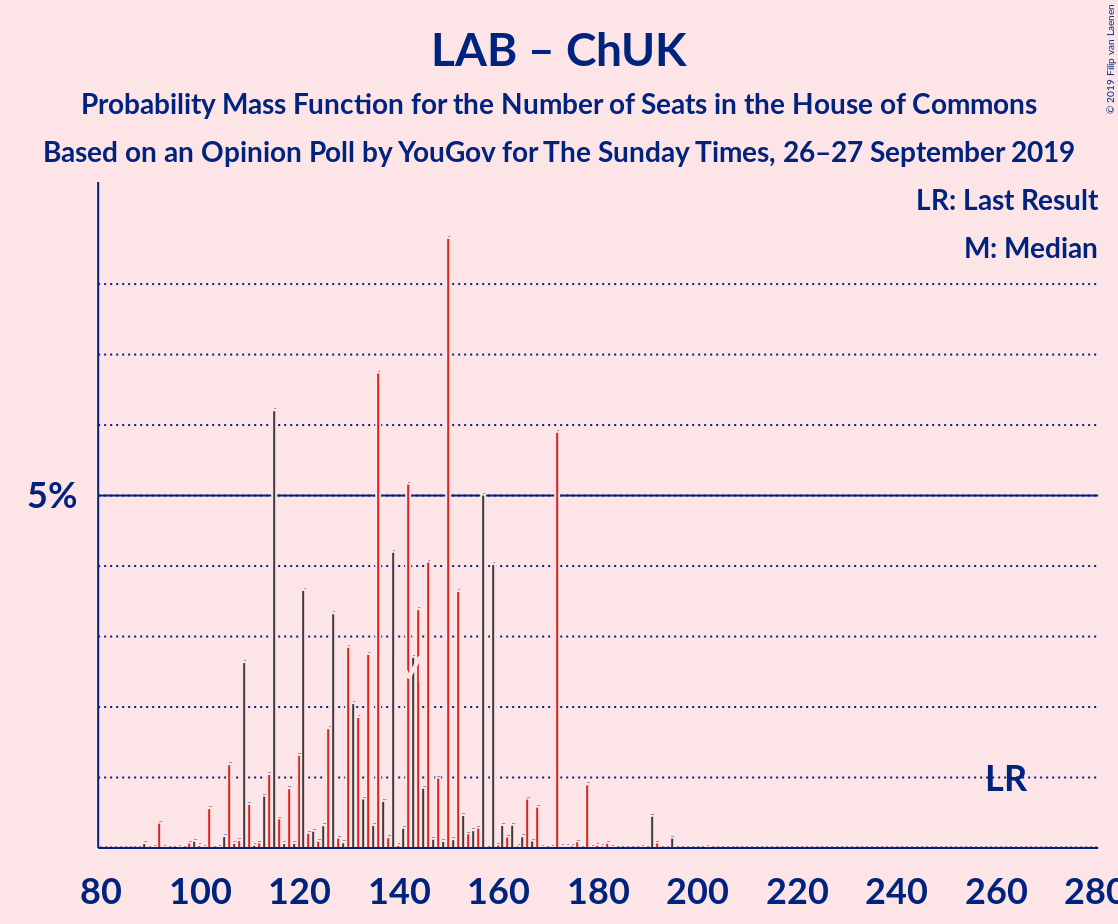 LAB – ChUK
Probability Mass Function for the Number of Seats in the House of Commons
Based on an Opinion Poll by YouGov for The Sunday Times, 26–27 September 2019
© 2019 Filip van Laenen
LR: Last Result
M: Median
5%
LR
80 100 120 140 160 180 200 220 240 260 280